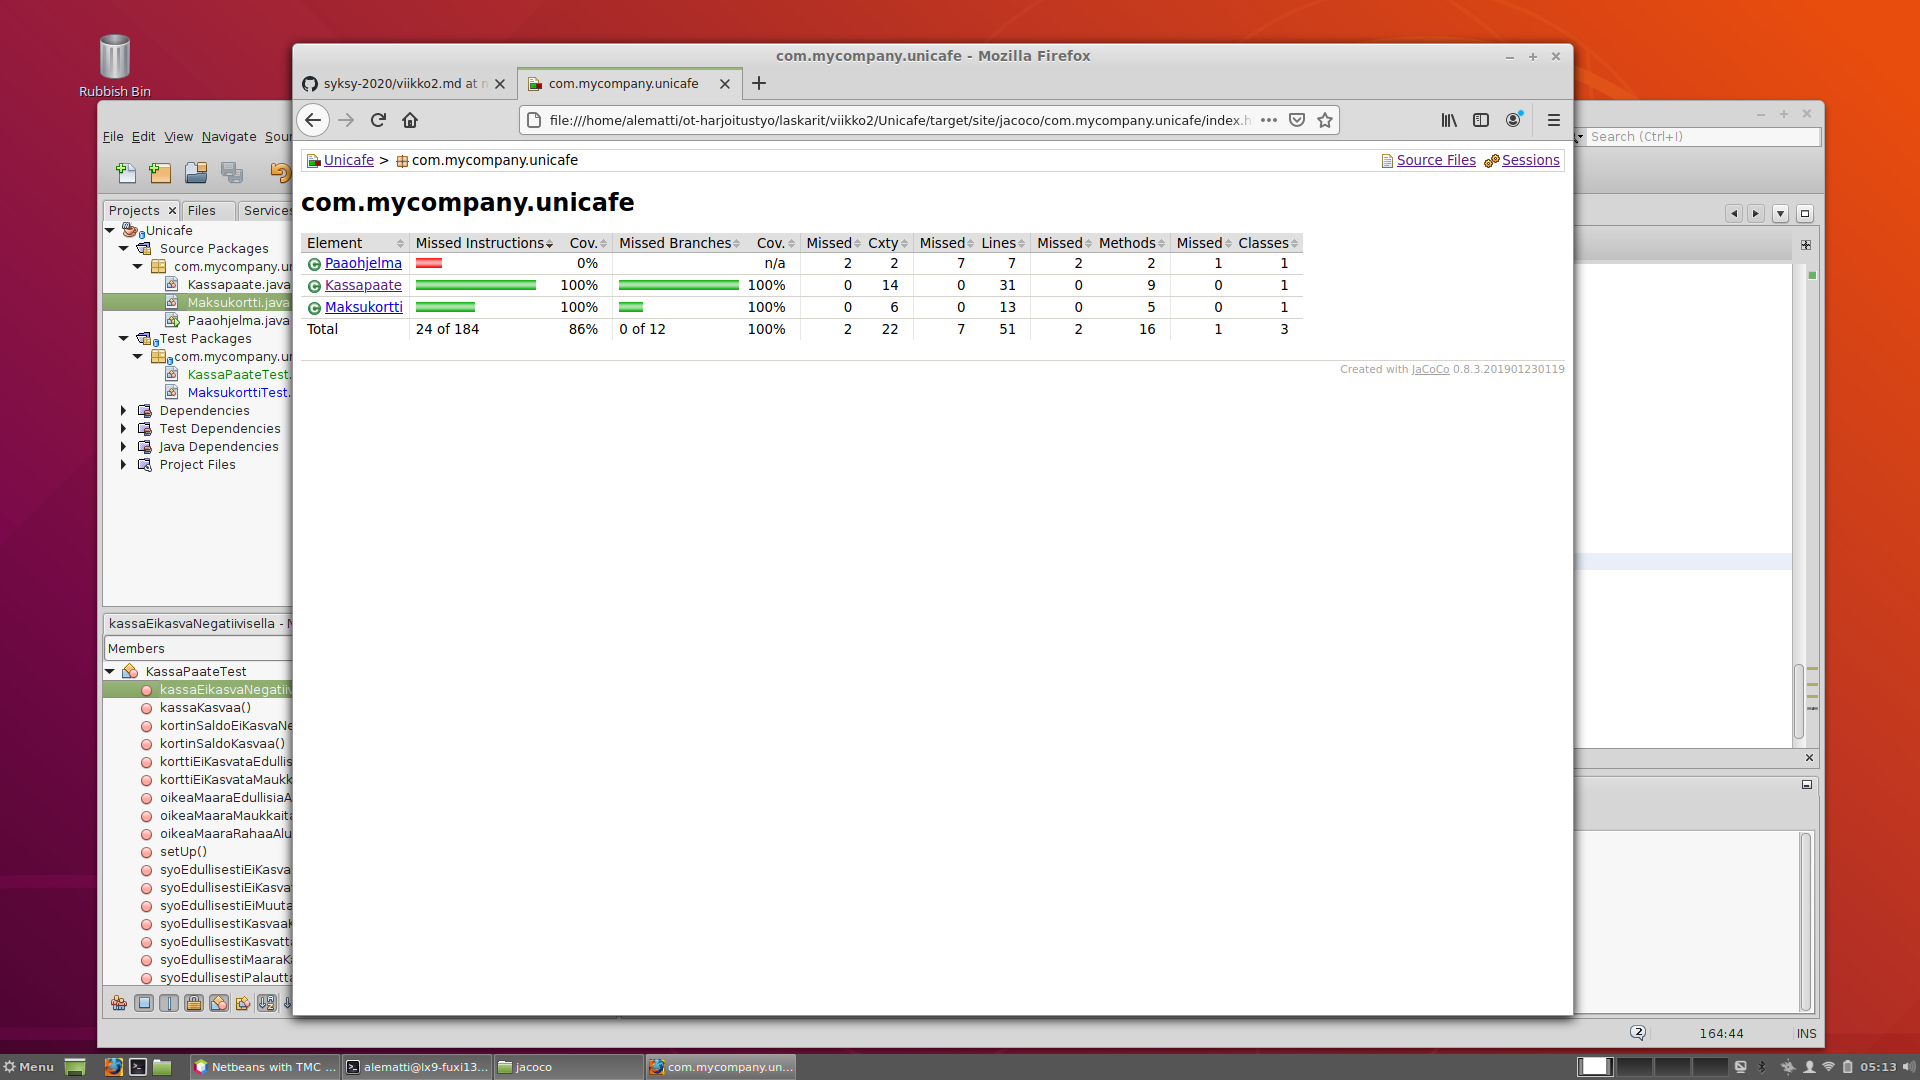 Rubbish Bin
com.mycompany.unicafe - Mozilla Firefox
syksy-2020/viikko2.md at
com.mycompany.unicafe
file:///home/alematti/ot-harjoitustyo/laskarit/viikko2/Unicafe/target/site/jacoco/com.mycompany.unicafe/index.h
File Edit View Navigate Sour
Search (Ctrl+I)
Unicafe > com.mycompany.unicafe
Source Files Sessions
com.mycompany.unicafe
Element Missed Instructions Cov. Missed Branches Cov. Missed Cxty Missed Lines Missed Methods Missed Classes
Paaohjelma 0% n/a 2 2 7 7 2 2 1 1
Kassapaate 100% 100% 0 14 0 31 0 9 0 1
Maksukortti 100% 100% 0 6 0 13 0 5 0 1
Total 24 of 184 86% 0 of 12 100% 2 22 7 51 2 16 1 3
Created with JaCoCo 0.8.3.201901230119
Projects Files Services
Unicafe
Source Packages
com.mycompany.un
Kassapaate.java
Maksukortti.java
Paaohjelma.java
Test Packages
com.mycompany.un
KassaPaateTest.
MaksukorttiTest.
Dependencies
Test Dependencies
Java Dependencies
Project Files
kassaEikasvaNegatiivisella - N
Members
KassaPaateTest
kassaEikasvaNegatiiv
kassaKasvaa()
kortinSaldoEiKasvaNe
kortinSaldoKasvaa()
korttiEiKasvataEdullis
korttiEiKasvataMaukk
oikeaMaaraEdullisiaA
oikeaMaaraMaukkaita
oikeaMaaraRahaaAlu
setUp()
syoEdullisestiEiKasva
syoEdullisestiEiKasva
syoEdullisestiEiMuuta
syoEdullisestiKasvaaK
syoEdullisestiKasvatta
syoEdullisestiMaaraKa
syoEdullisestiPalautta
2
164:44
INS
Menu
Netbeans with TMC ...
alematti@lx9-fuxi13...
jacoco
com.mycompany.un...
05:13